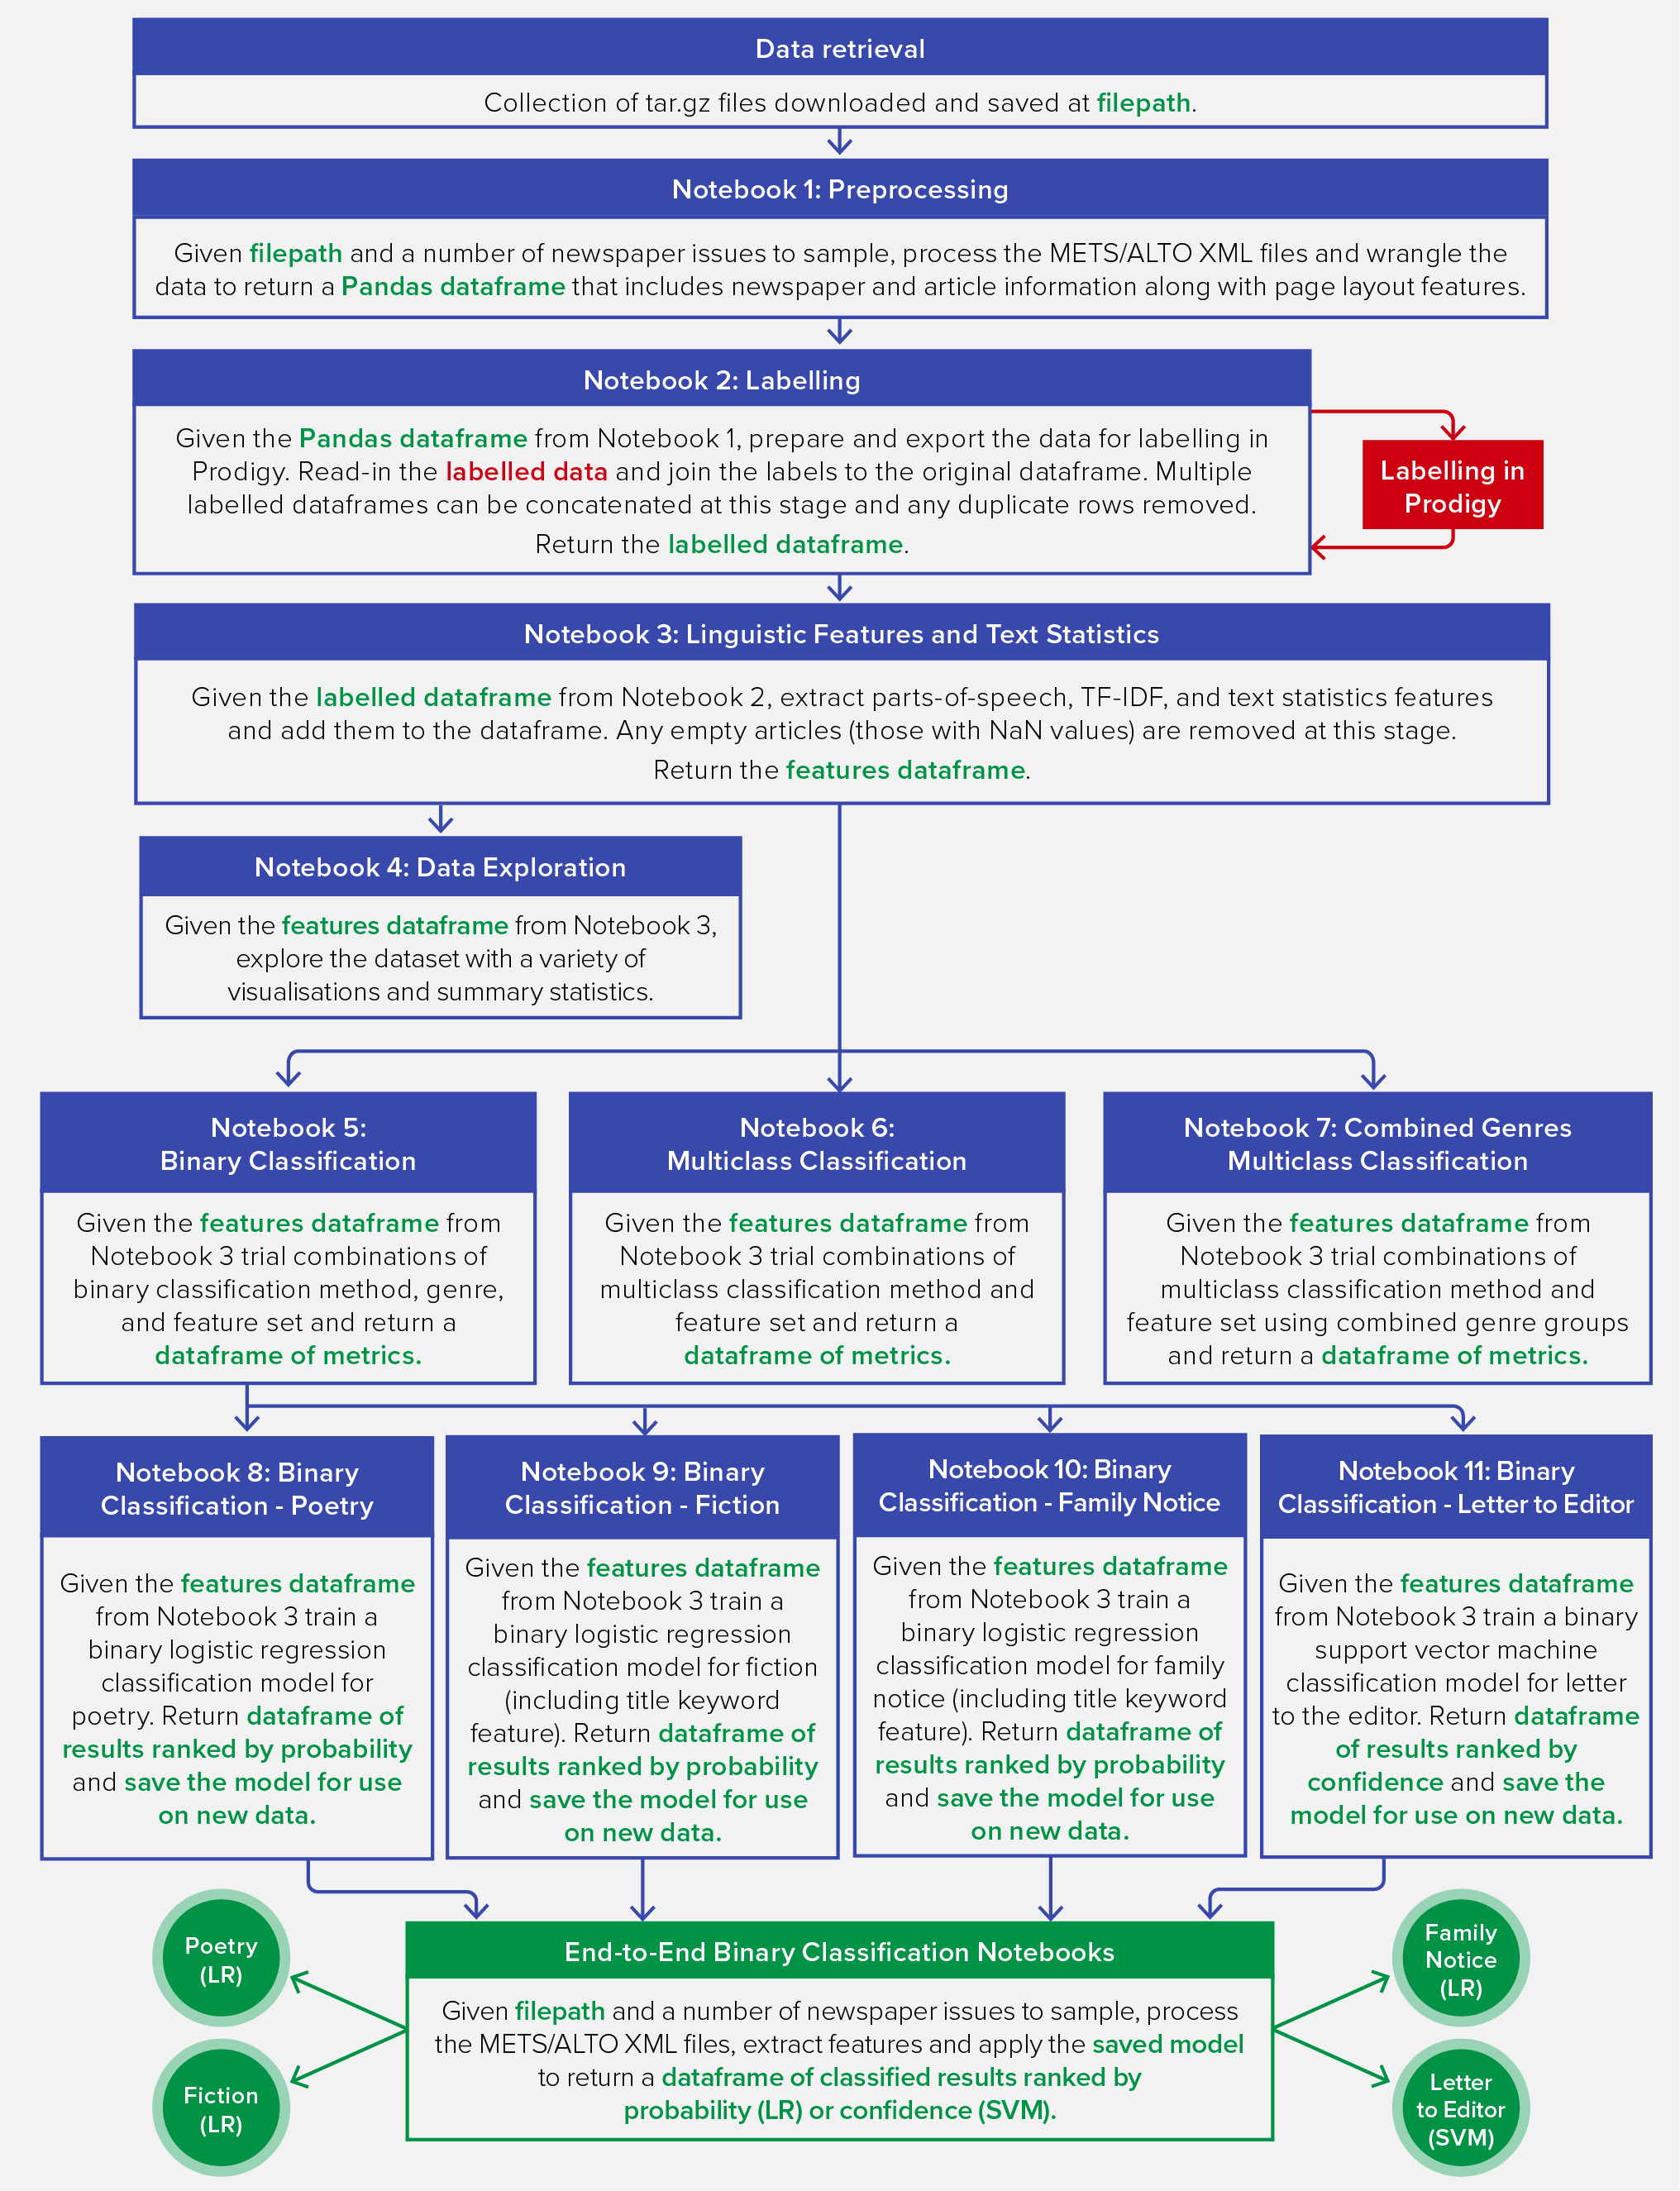 Data retrieval
Collection of tar.gz files downloaded and saved at filepath.
Notebook 1: Preprocessing
Given filepath and a number of newspaper issues to sample, process the METS/ALTO XML files and wrangle the
data to return a Pandas dataframe that includes newspaper and article information along with page layout features.
Notebook 2: Labelling
Given the Pandas dataframe from Notebook 1, prepare and export the data for labelling in
Prodigy. Read-in the labelled data and join the labels to the original dataframe. Multiple
labelled dataframes can be concatenated at this stage and any duplicate rows removed.
Return the labelled dataframe.
Labelling in
Prodigy
Notebook 3: Linguistic Features and Text Statistics
Given the labelled dataframe from Notebook 2, extract parts-of-speech, TF-IDF, and text statistics features
and add them to the dataframe. Any empty articles (those with NaN values) are removed at this stage.
Return the features dataframe.
Notebook 4: Data Exploration
Given the features dataframe from Notebook 3,
explore the dataset with a variety of
visualisations and summary statistics.
Notebook 5:
Binary Classification
Given the features dataframe from
Notebook 3 trial combinations of
binary classification method, genre,
and feature set and return a
dataframe of metrics.
Notebook 6:
Multiclass Classification
Given the features dataframe from
Notebook 3 trial combinations of
multiclass classification method and
feature set and return a
dataframe of metrics.
Notebook 7: Combined Genres
Multiclass Classification
Given the features dataframe from
Notebook 3 trial combinations of
multiclass classification method and
feature set using combined genre groups
and return a dataframe of metrics.
Notebook 8: Binary
Classification - Poetry
Given the features dataframe
from Notebook 3 train a
binary logistic regression
classification model for
poetry. Return dataframe of
results ranked by probability
and save the model for use
on new data.
Notebook 9: Binary
Classification - Fiction
Given the features dataframe
from Notebook 3 train a
binary logistic regression
classification model for fiction
(including title keyword
feature). Return dataframe of
results ranked by probability
and save the model for use
on new data.
Notebook 10: Binary
Classification - Family Notice
Given the features dataframe
from Notebook 3 train a
binary logistic regression
classification model for family
notice (including title keyword
feature). Return dataframe of
results ranked by probability
and save the model for use
on new data.
Notebook 11: Binary
Classification - Letter to Editor
Given the features dataframe
from Notebook 3 train a binary
support vector machine
classification model for letter
to the editor. Return dataframe
of results ranked by
confidence and save the
model for use on new data.
Poetry
(LR)
Fiction
(LR)
End-to-End Binary Classification Notebooks
Given filepath and a number of newspaper issues to sample, process
the METS/ALTO XML files, extract features and apply the saved model
to return a dataframe of classified results ranked by
probability (LR) or confidence (SVM).
Family
Notice
(LR)
Letter
to Editor
(SVM)